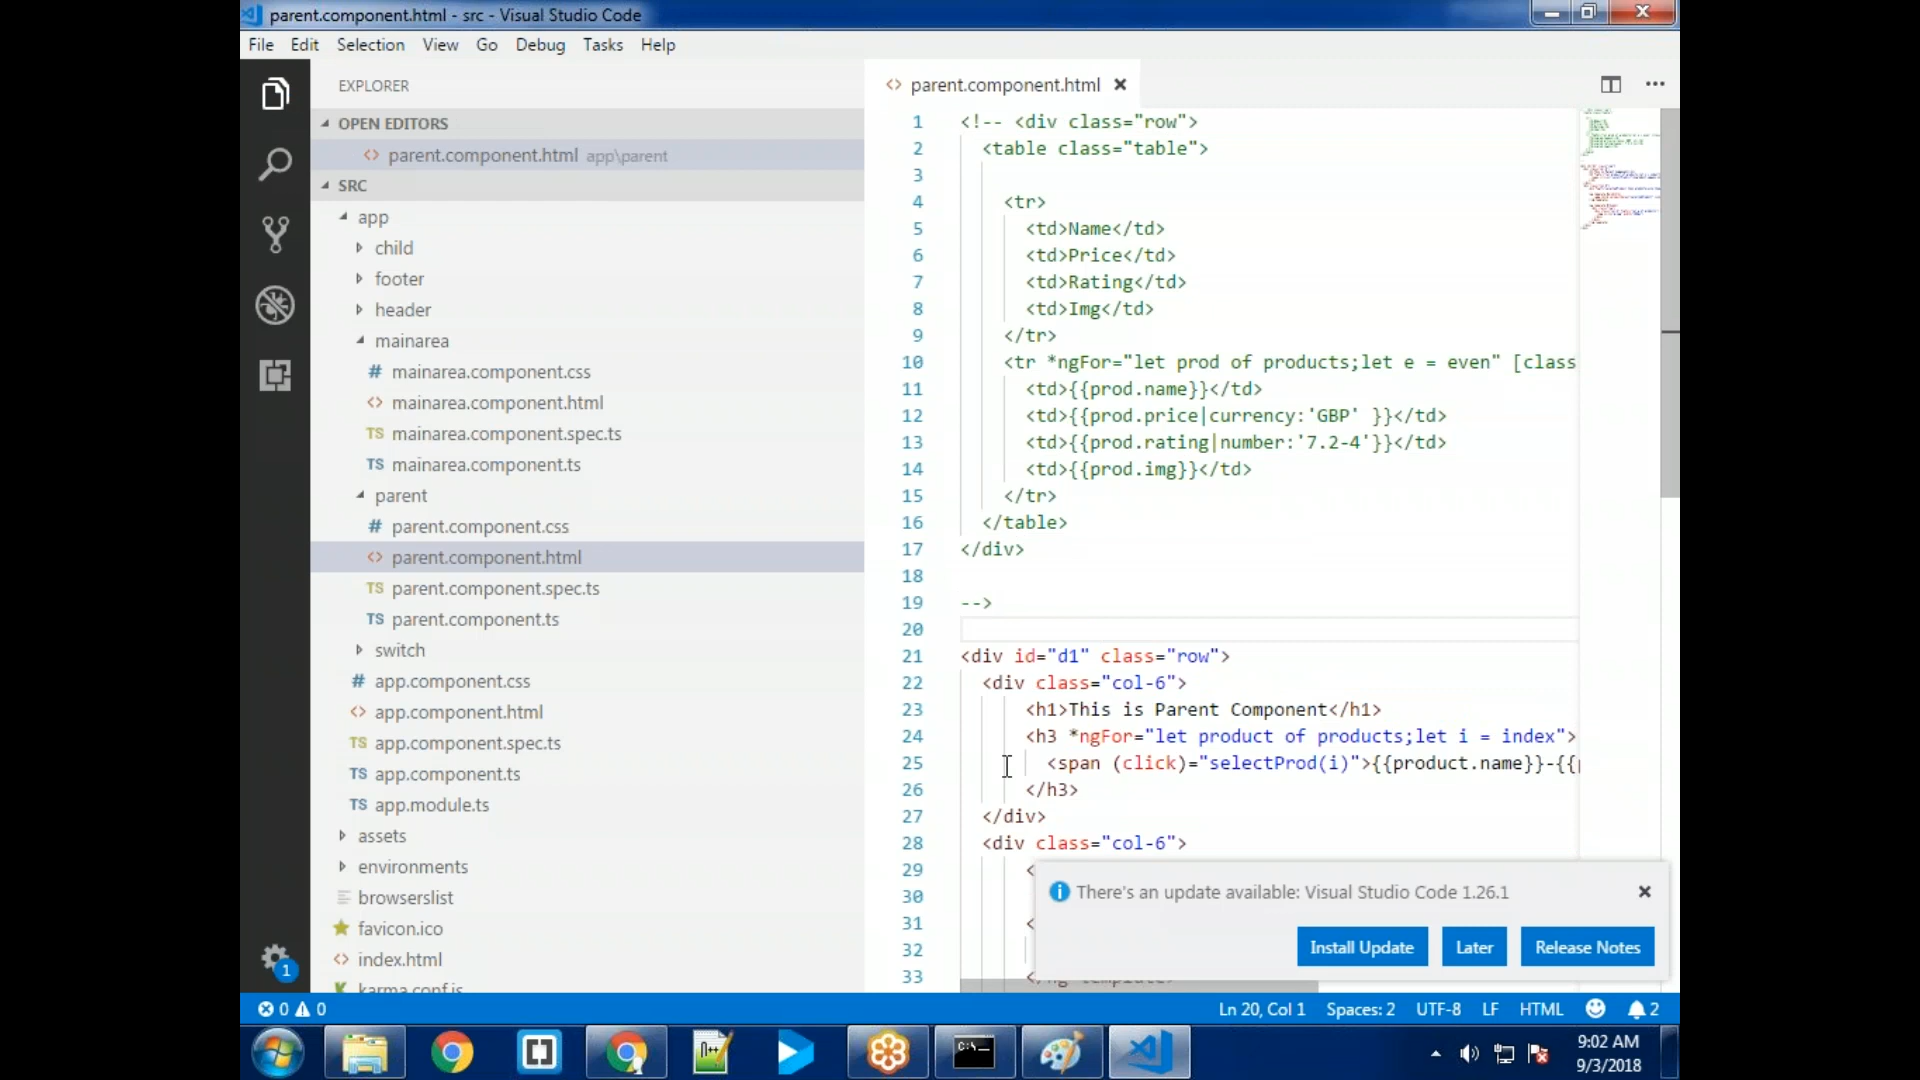 parent.component.html - src - Visual Studio Code
File Edit Selection View Go Debug Tasks Help
EXPLORER
OPEN EDITORS
<> parent.component.html app\parent
SRC
app
child
footer
header
mainarea
# mainarea.component.css
<> mainarea.component.html
TS mainarea.component.spec.ts
TS mainarea.component.ts
parent
# parent.component.css
<> parent.component.html
TS parent.component.spec.ts
TS parent.component.ts
switch
# app.component.css
<> app.component.html
TS app.component.spec.ts
TS app.component.ts
TS app.module.ts
assets
environments
browserslist
favicon.ico
<> index.html
karma.conf.js
1
<> parent.component.html
1 <!-- <div class="row">
2 <table class="table">
3
4 <tr>
5 <td>Name</td>
6 <td>Price</td>
7 <td>Rating</td>
8 <td>Img</td>
9 </tr>
10 <tr *ngFor="let prod of products;let e = even" [class
11 <td>{{prod.name}}</td>
12 <td>{{prod.price|currency:'GBP' }}</td>
13 <td>{{prod.rating|number:'7.2-4'}}</td>
14 <td>{{prod.img}}</td>
15 </tr>
16 </table>
17 </div>
18
19 -->
20
21 <div id="d1" class="row">
22 <div class="col-6">
23 <h1>This is Parent Component</h1>
24 <h3 *ngFor="let product of products;let i = index">
25 <span (click)="selectProd(i)">{{product.name}}-{{
26 </h3>
27 </div>
28 <div class="col-6">
29 <
30
31 <
32
33
There's an update available: Visual Studio Code 1.26.1
Install Update Later Release Notes
0 0
Ln 20, Col 1 Spaces: 2 UTF-8 LF HTML 2
C:\_
9:02 AM
9/3/2018